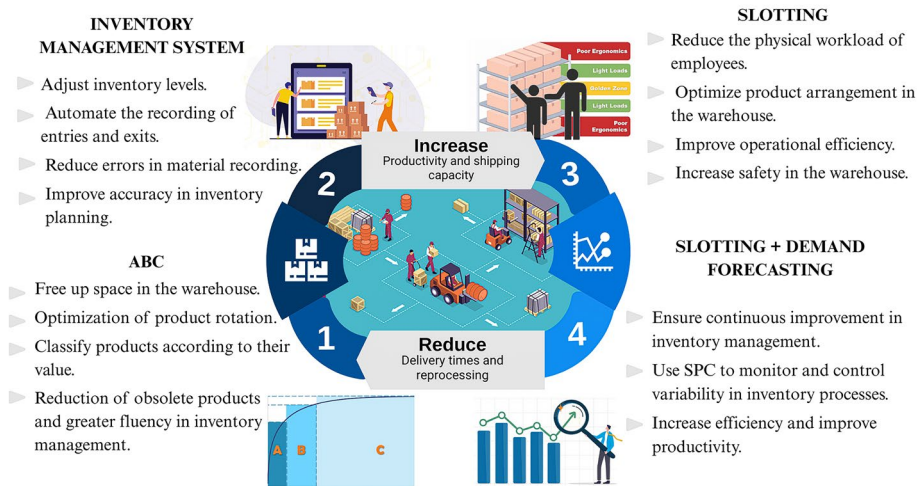 INVENTORY
MANAGEMENT SYSTEM
Adjust inventory levels.
Automate the recording of
entries and exits.
Reduce errors in material recording.
Improve accuracy in inventory
planning.
ABC
Free up space in the warehouse.
Optimization of product rotation.
Classify products according to their
value.
Reduction of obsolete products
and greater fluency in inventory
management.
Poor Ergonomics
Light Loads
Golden Zone
Light Loads
Poor
Ergonomics
2
Increase
Productivity and shipping
capacity
3
1
Reduce
Delivery times and
reprocessing
4
A
B
C
SLOTTING
Reduce the physical workload of
employees.
Optimize product arrangement in
the warehouse.
Improve operational efficiency.
Increase safety in the warehouse.
SLOTTING + DEMAND
FORECASTING
Ensure continuous improvement in
inventory management.
Use SPC to monitor and control
variability in inventory processes.
Increase efficiency and improve
productivity.